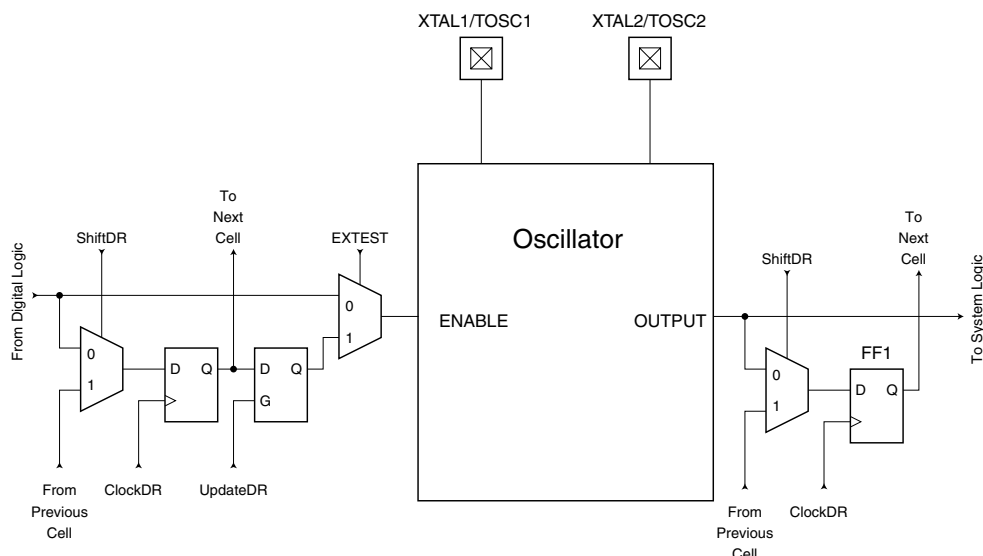 XTAL1/TOSC1
XTAL2/TOSC2
To
Next
Cell
ShiftDR
EXTEST
From Digital Logic
0
1
D
Q
D
Q
G
0
1
From
Previous
Cell
ClockDR
UpdateDR
Oscillator
ENABLE
OUTPUT
To
Next
Cell
ShiftDR
To System Logic
0
1
FF1
D
Q
From
Previous
Cell
ClockDR